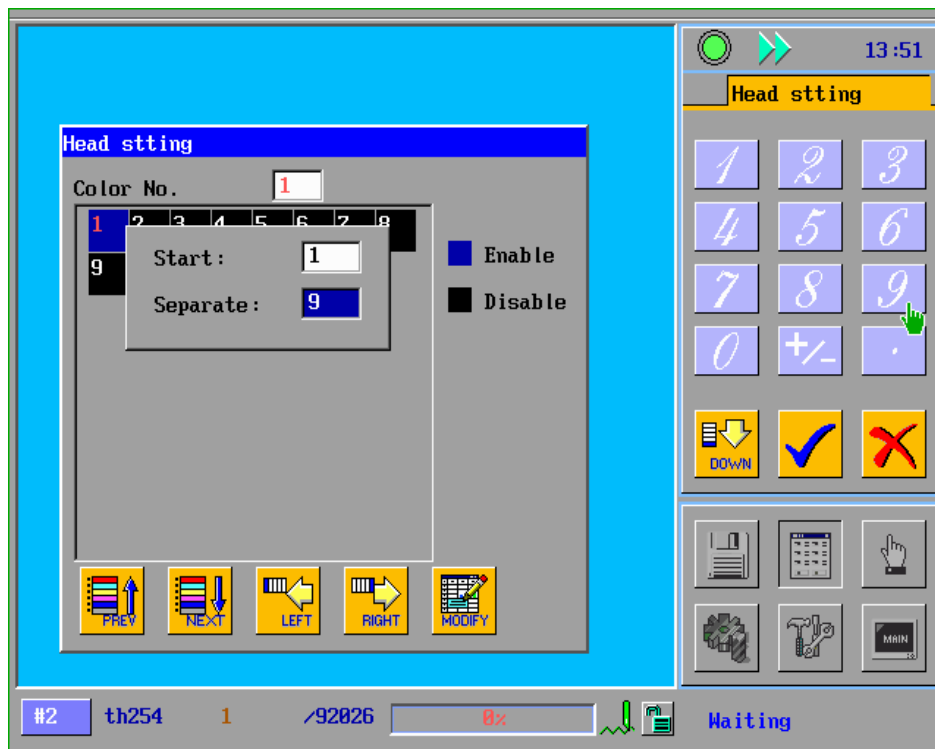 13:51
Head stting
Head stting
Color No. 1
1 2 3 4 5 6 7 8
9
Start: 1
Separate: 9
Enable
Disable
1 2 3
4 5 6
7 8 9
0 +/- .
DOWN
PREV NEXT LEFT RIGHT MODIFY
MAIN
#2 th254 1 /92026 0% Waiting